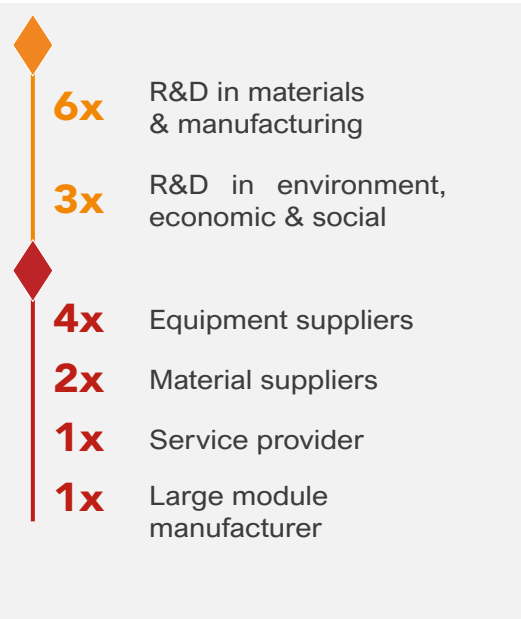 6x R&D in materials
& manufacturing
3x R&D in environment,
economic & social
4x Equipment suppliers
2x Material suppliers
1x Service provider
1x Large module
manufacturer